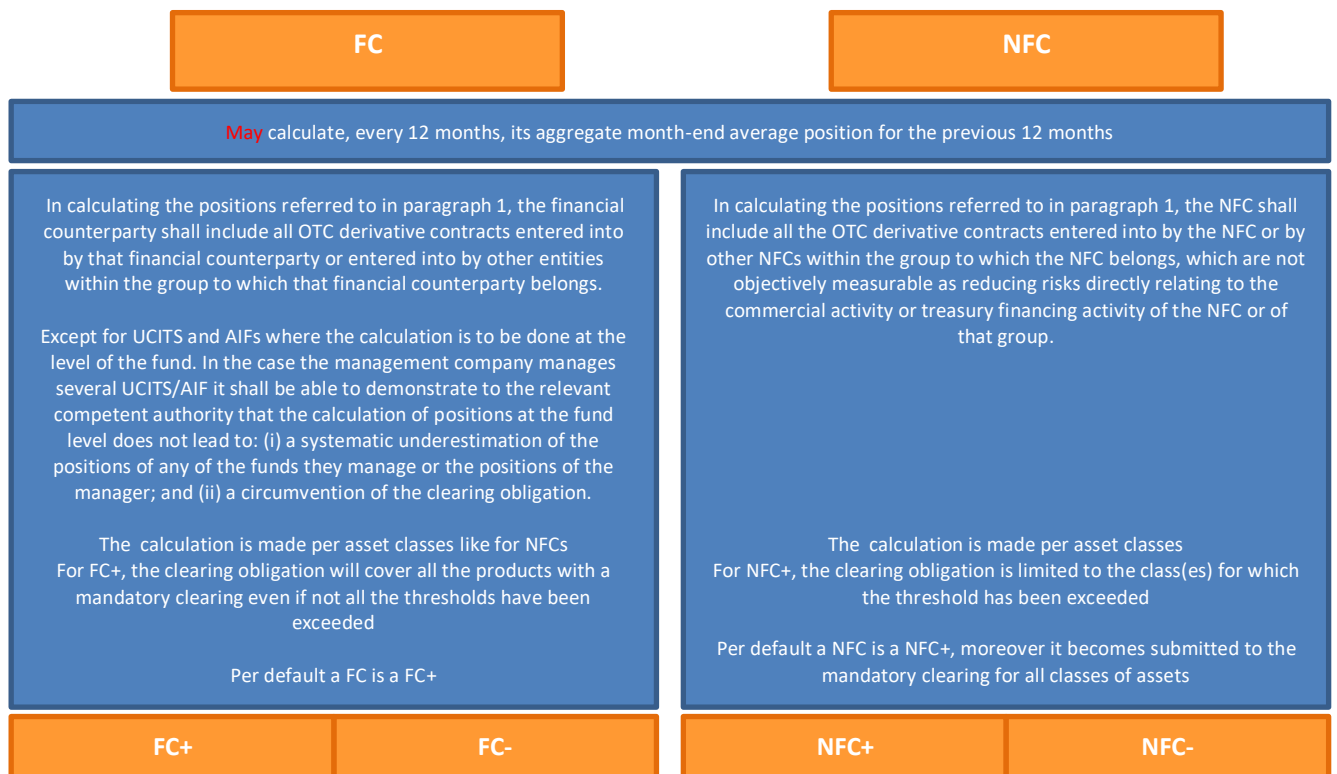 FC
NFC
May calculate, every 12 months, its aggregate month-end average position for the previous 12 months
In calculating the positions referred to in paragraph 1, the financial
counterparty shall include all OTC derivative contracts entered into
by that financial counterparty or entered into by other entities
within the group to which that financial counterparty belongs.
Except for UCITS and AIFs where the calculation is to be done at the
level of the fund. In the case the management company manages
several UCITS/AIF it shall be able to demonstrate to the relevant
competent authority that the calculation of positions at the fund
level does not lead to: (i) a systematic underestimation of the
positions of any of the funds they manage or the positions of the
manager; and (ii) a circumvention of the clearing obligation.
The calculation is made per asset classes like for NFCs
For FC+, the clearing obligation will cover all the products with a
mandatory clearing even if not all the thresholds have been
exceeded
Per default a FC is a FC+
In calculating the positions referred to in paragraph 1, the NFC shall
include all the OTC derivative contracts entered into by the NFC or by
other NFCs within the group to which the NFC belongs, which are not
objectively measurable as reducing risks directly relating to the
commercial activity or treasury financing activity of the NFC or of
that group.
The calculation is made per asset classes
For NFC+, the clearing obligation is limited to the class(es) for which
the threshold has been exceeded
Per default a NFC is a NFC+, moreover it becomes submitted to the
mandatory clearing for all classes of assets
FC+
FC-
NFC+
NFC-